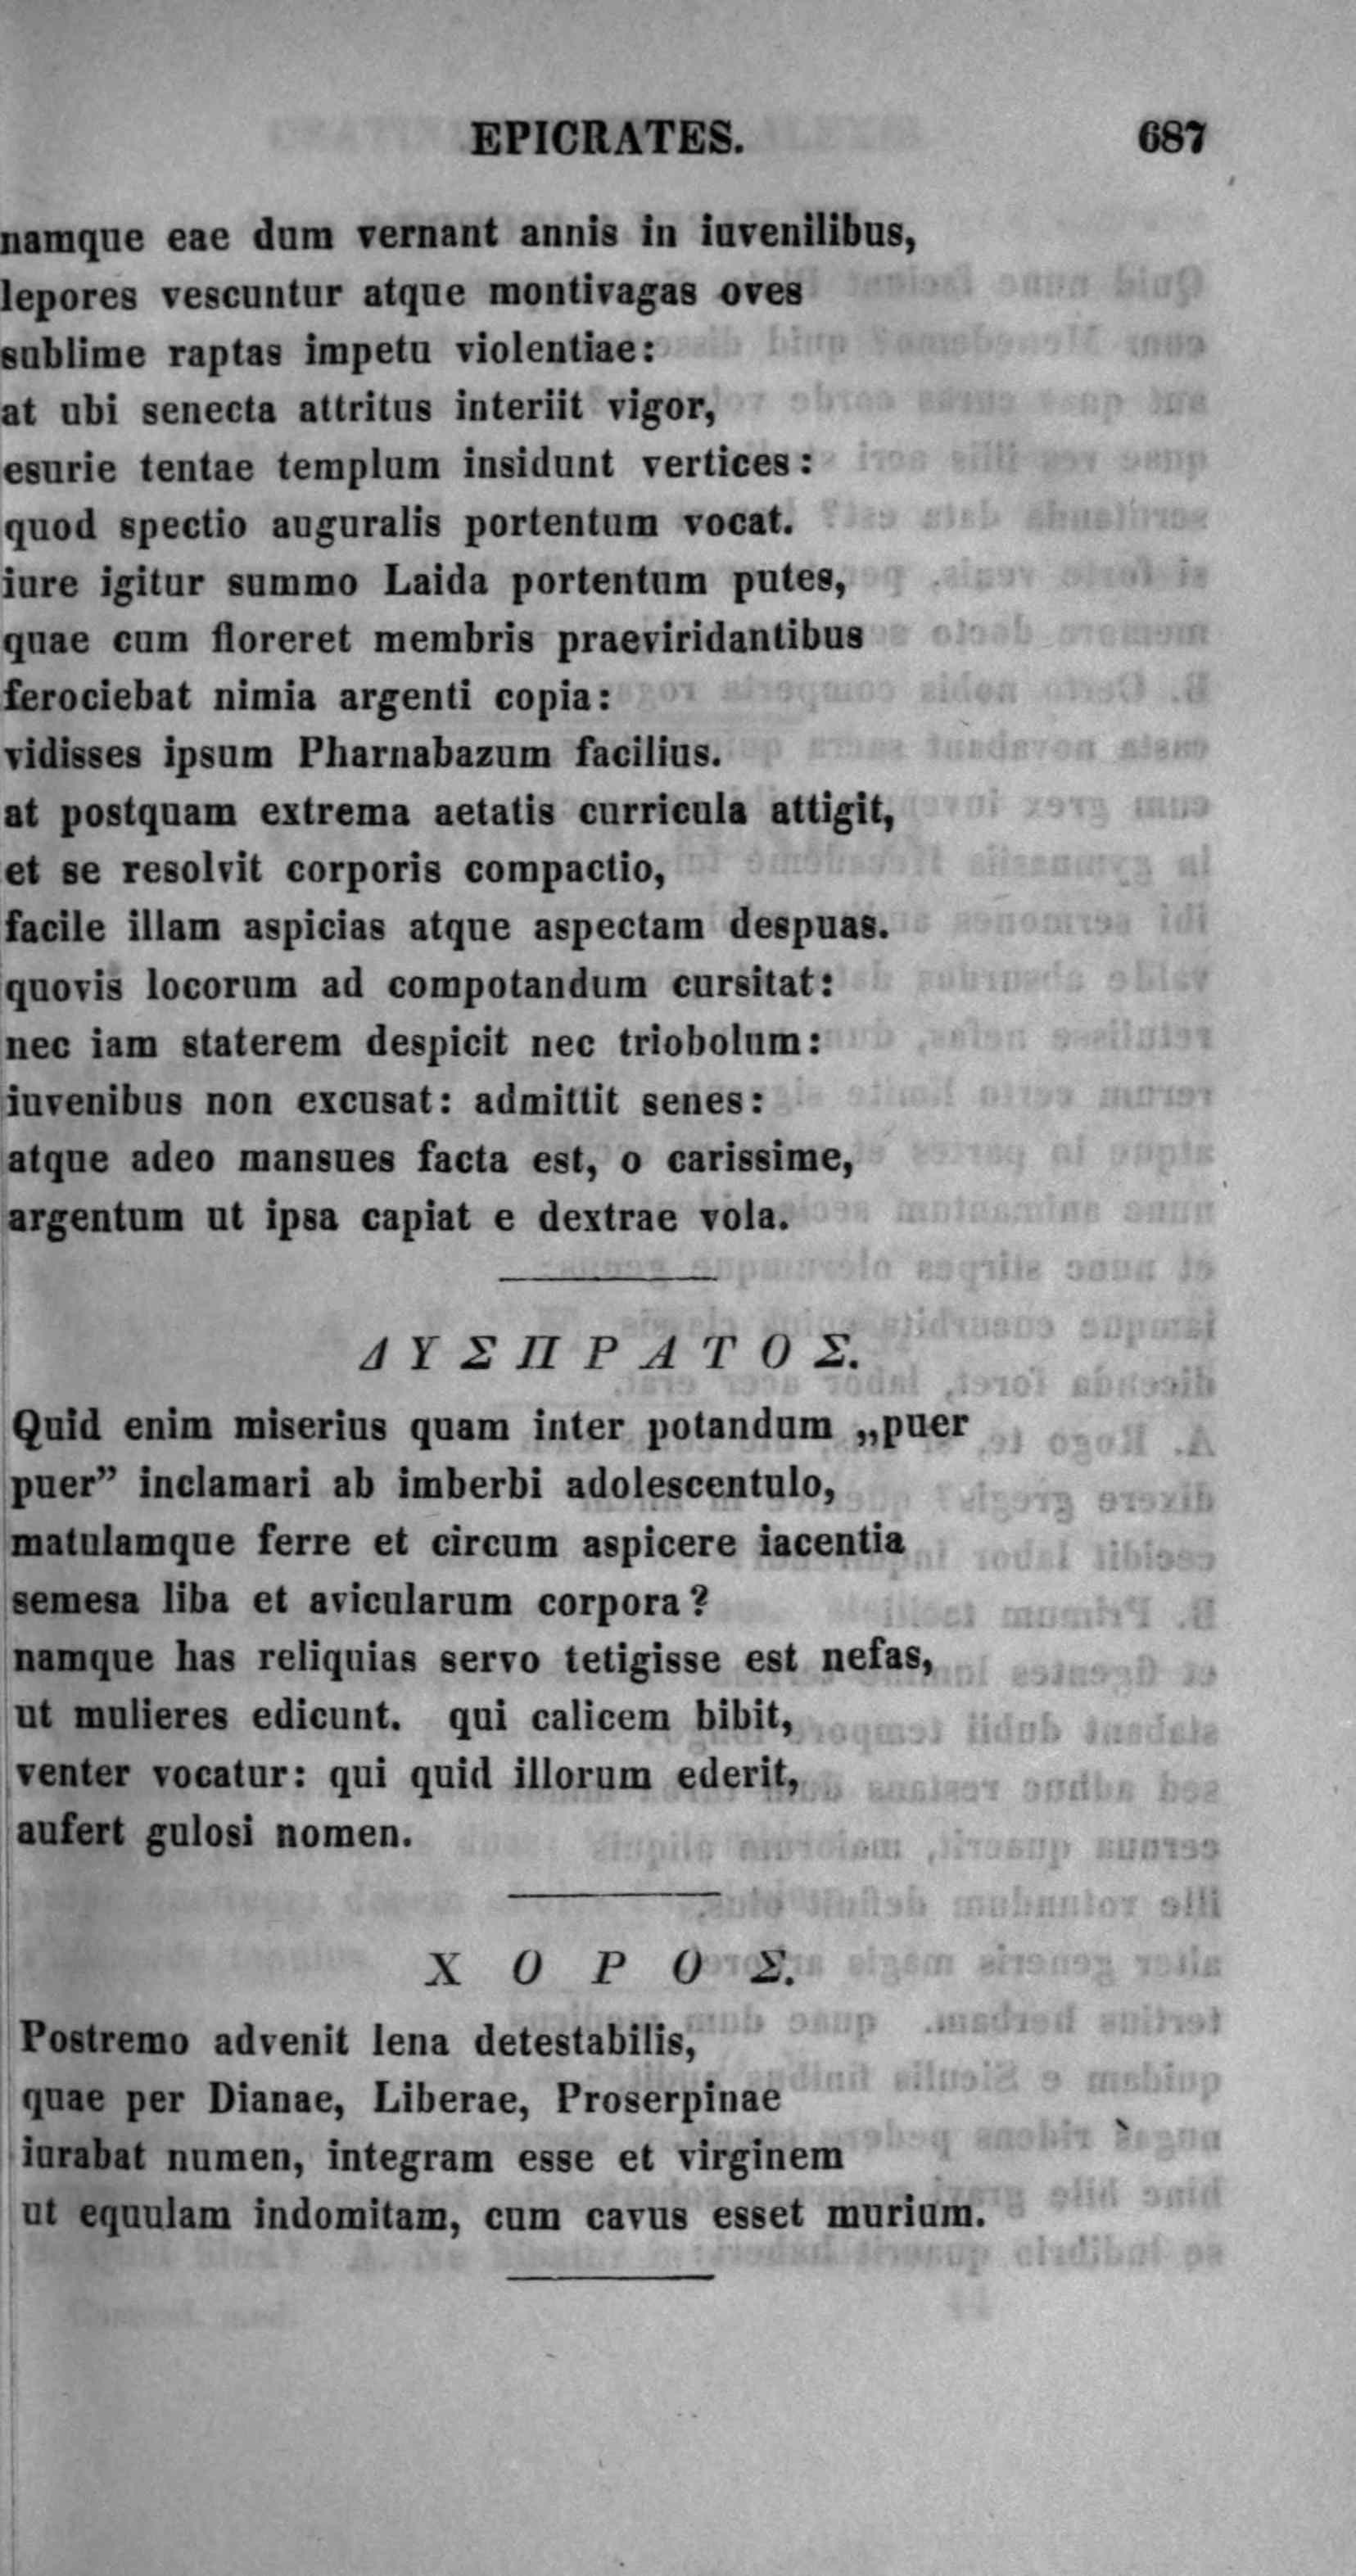 EPICRATES. 687
namque eae dum vernant annis in iuvenilibus,
lepores vescuntur atque montivagas oves
sublime raptas impetu violentiae:
at ubi senecta attritus interiit vigor,
esurie tentae templum insidunt vertices:
quod spectio auguralis portentum vocat.
iure igitur summo Laida portentum putes,
quae cum floreret membris praeviridantibus
ferociebat nimia argenti copia:
vidisses ipsum Pharnabazum facilius.
at postquam extrema aetatis curricula attigit,
et se resolvit corporis compactio,
facile illam aspicias atque aspectam despuas.
quovis locorum ad compotandum cursitat:
nec iam staterem despicit nec triobolum:
iuvenibus non excusat: admittit senes:
atque adeo mansues facta est, o carissime,
argentum ut ipsa capiat e dextrae vola.
ΔΥΣΠΡΑΤΟΣ.
Quid enim miserius quam inter potandum „puer
puer” inclamari ab imberbi adolescentulo,
matulamque ferre et circum aspicere iacentia
semesa liba et avicularum corpora?
namque has reliquias servo tetigisse est nefas,
ut mulieres edicunt. qui calicem bibit,
venter vocatur: qui quid illorum ederit,
aufert gulosi nomen.
ΧΟΡΟΣ.
Postremo advenit lena detestabilis,
quae per Dianae, Liberae, Proserpinae
iurabat numen, integram esse et virginem
ut equulam indomitam, cum cavus esset murium.